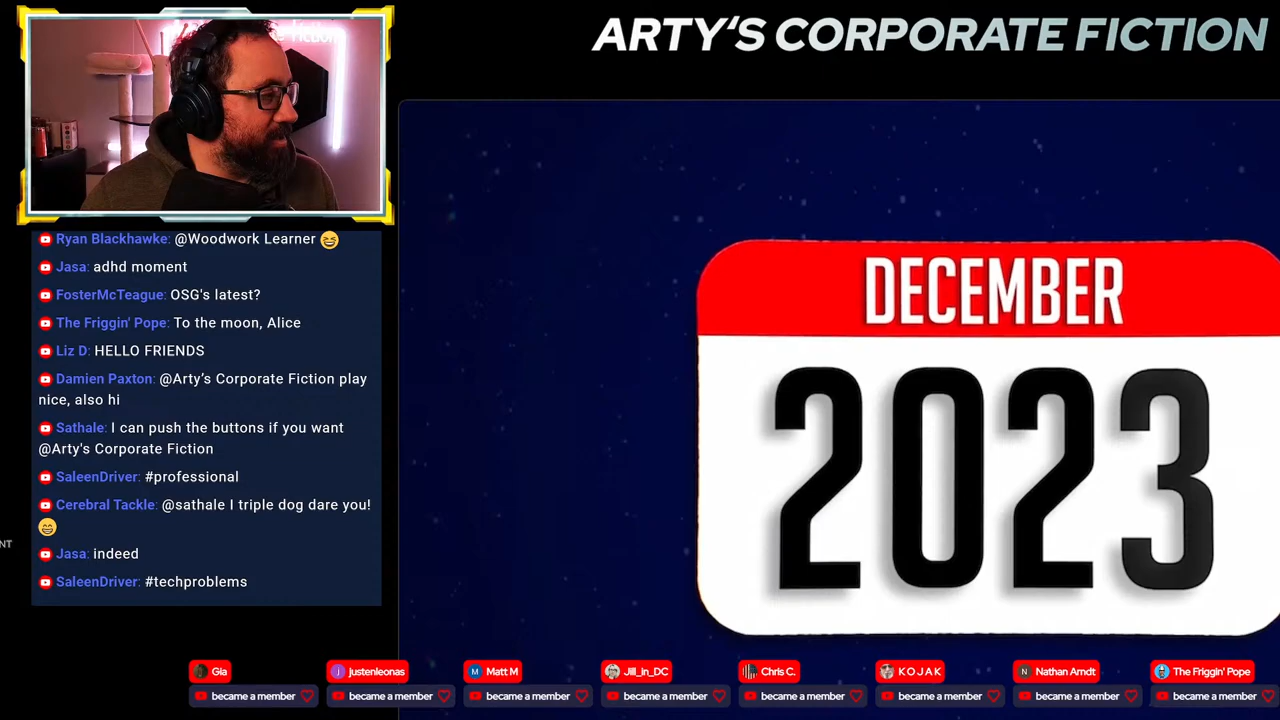 ARTY'S CORPORATE FICTION
Ryan Blackhawke: @Woodwork Learner 😆
Jasa: adhd moment
FosterMcTeague: OSG's latest?
The Friggin' Pope: To the moon, Alice
Liz D: HELLO FRIENDS
Damien Paxton: @Arty's Corporate Fiction play
nice, also hi
Sathale: I can push the buttons if you want
@Arty's Corporate Fiction
SaleenDriver: #professional
Cerebral Tackle: @sathale I triple dog dare you!
😁
Jasa: indeed
SaleenDriver: #techproblems
NT
DECEMBER
2023
Gia
became a member
justenleonas
became a member
M
Matt M
became a member
Jill_in_DC
became a member
Chris C.
became a member
K O J A K
became a member
N
Nathan Arndt
became a member
The Friggin' Pope
became a member